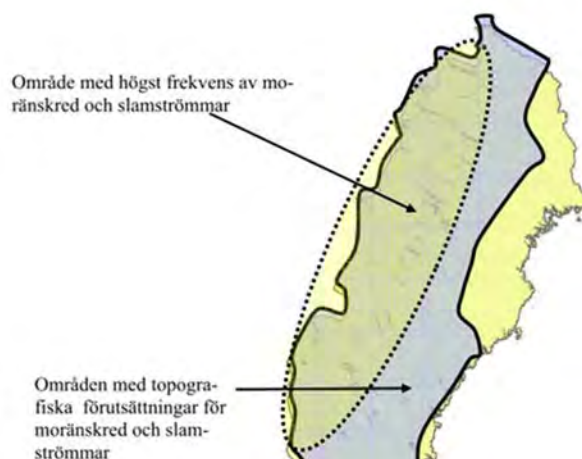 Område med högst frekvens av mo-
ränskred och slamströmmar
Områden med topogra-
fiska förutsättningar för
moränskred och slam-
strömmar